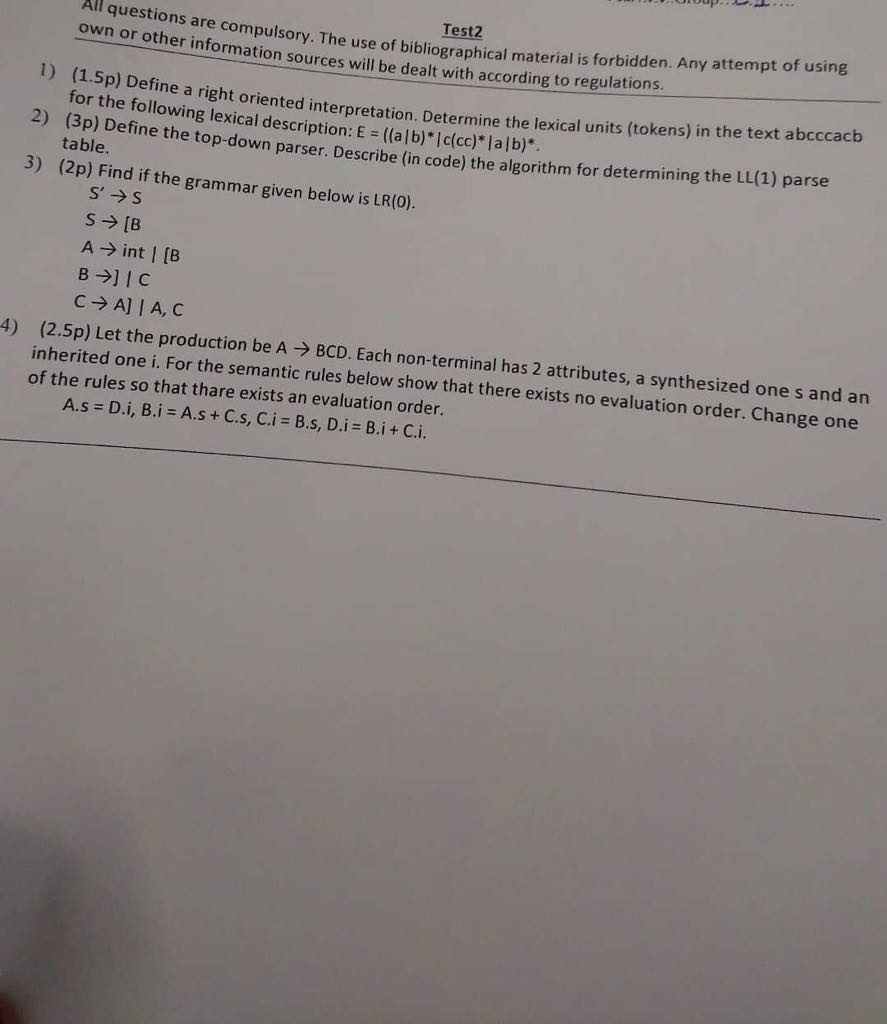 Test2
All questions are compulsory. The use of bibliographical material is forbidden. Any attempt of using
own or other information sources will be dealt with according to regulations.
1) (1.5p) Define a right oriented interpretation. Determine the lexical units (tokens) in the text abcccacb
for the following lexical description: E = ((a|b)*|c(cc)*|a|b)*.
2) (3p) Define the top-down parser. Describe (in code) the algorithm for determining the LL(1) parse
table.
3) (2p) Find if the grammar given below is LR(0).
S' → S
S → [B
A → int | [B
B →] | C
C → A] | A, C
4) (2.5p) Let the production be A → BCD. Each non-terminal has 2 attributes, a synthesized one s and an
inherited one i. For the semantic rules below show that there exists no evaluation order. Change one
of the rules so that thare exists an evaluation order.
A.s = D.i, B.i = A.s + C.s, C.i = B.s, D.i = B.i + C.i.